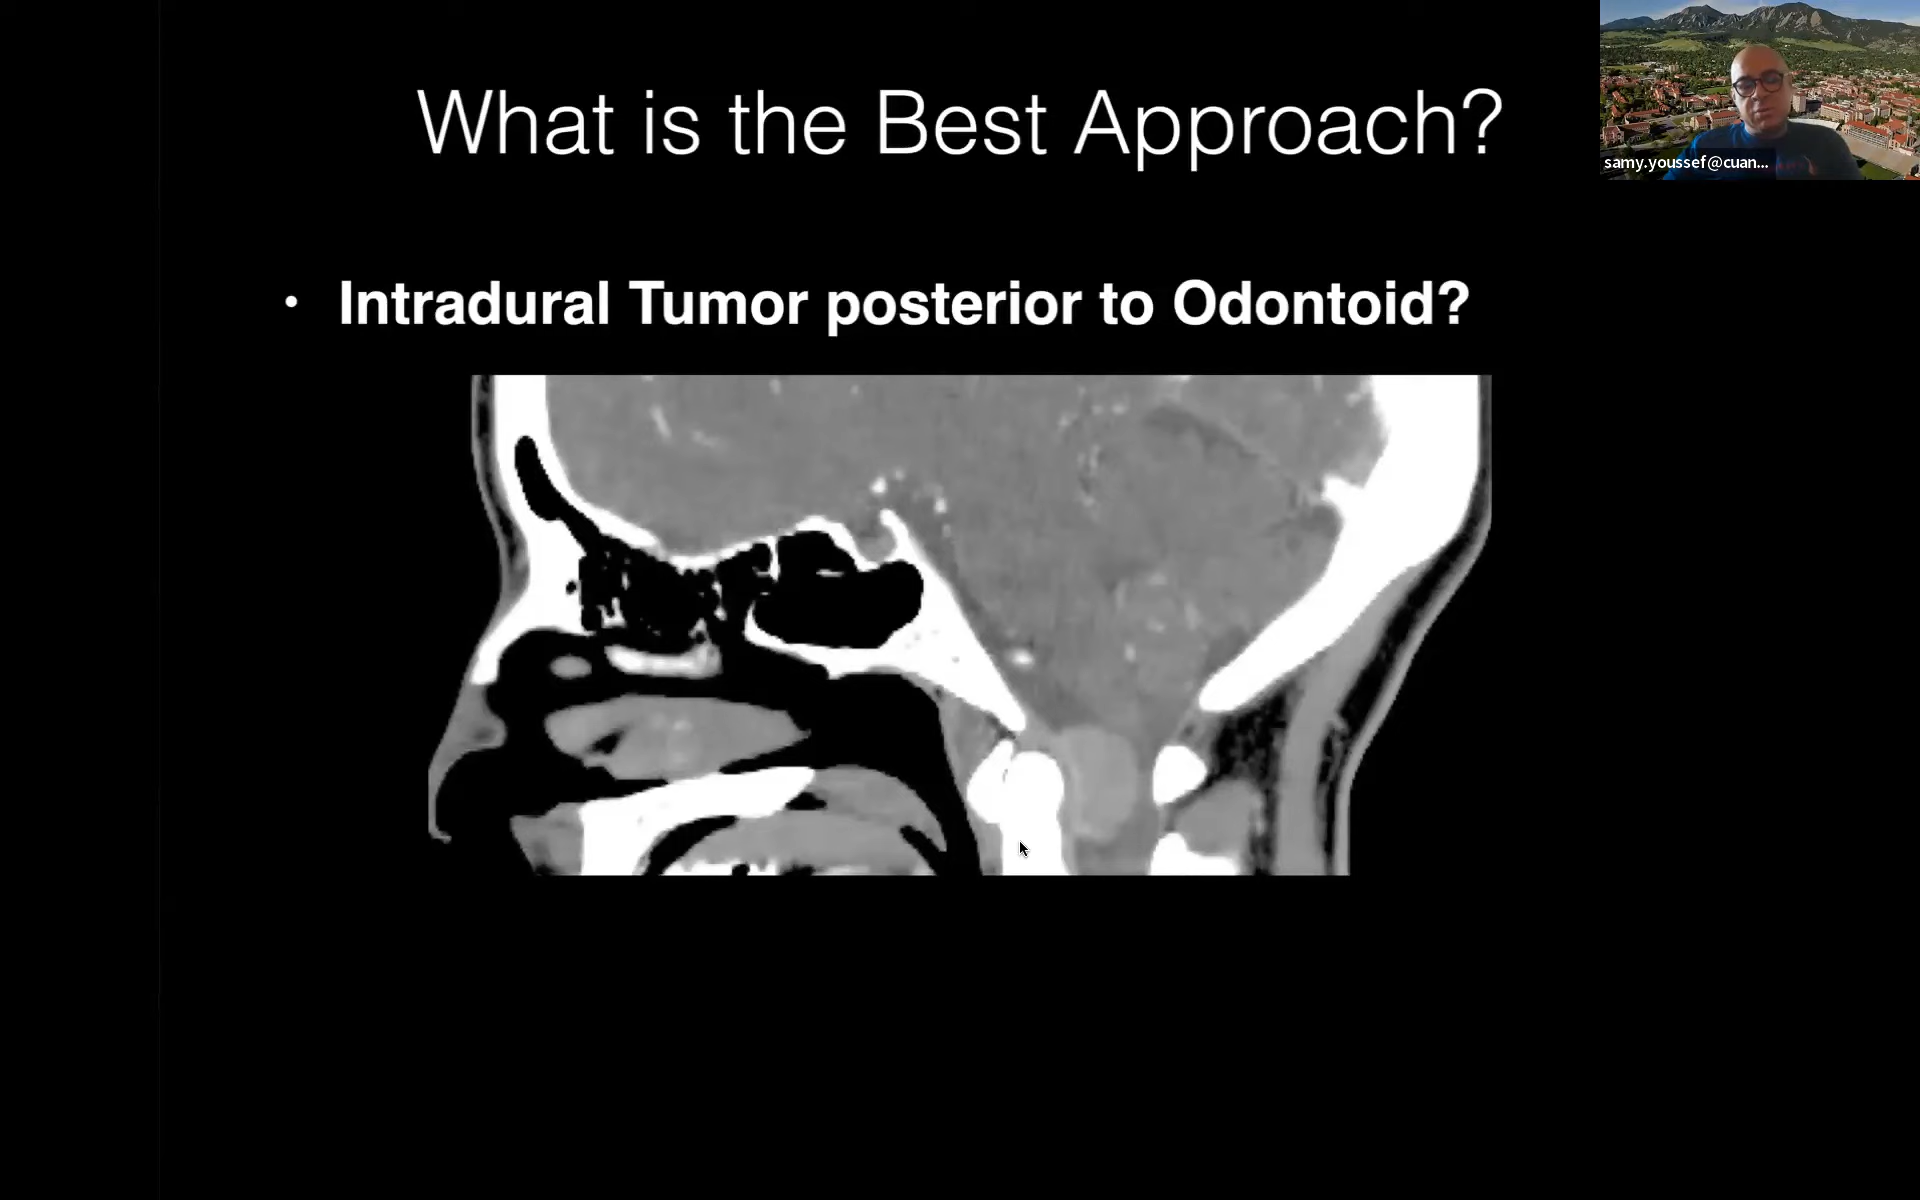 What is the Best Approach?
samy.youssef@cuan...
• Intradural Tumor posterior to Odontoid?